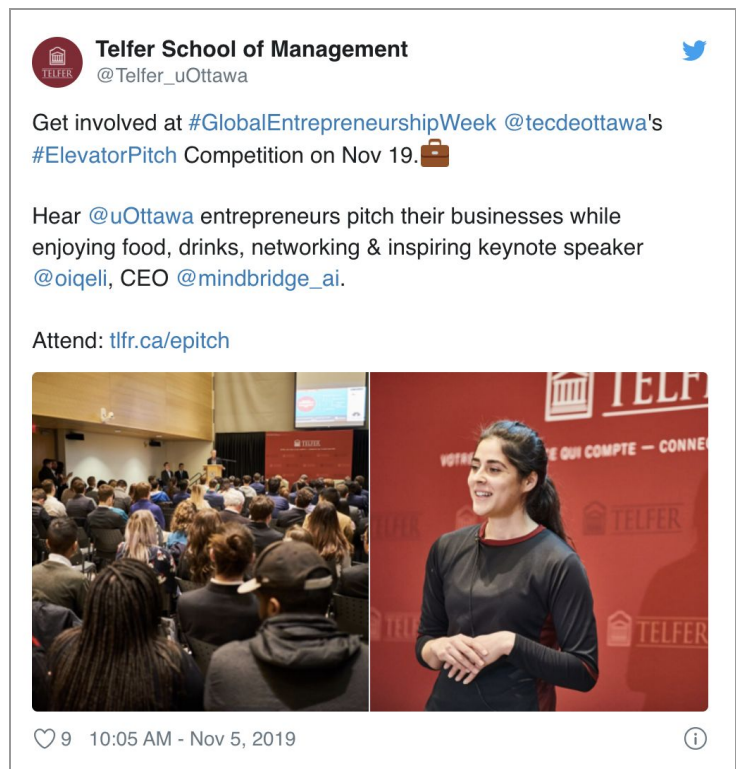 Telfer School of Management
TELFER
@Telfer_uOttawa
Get involved at #GlobalEntrepreneurshipWeek @tecdeottawa's
#ElevatorPitch Competition on Nov 19.💼
Hear @uOttawa entrepreneurs pitch their businesses while
enjoying food, drinks, networking & inspiring keynote speaker
@oiqeli, CEO @mindbridge_ai.
Attend: tlfr.ca/epitch
TELFER
TELF
VOTRE QUI COMPTE — CONNE
TELFER
TELFER
TEL
TELFER
9 10:05 AM - Nov 5, 2019